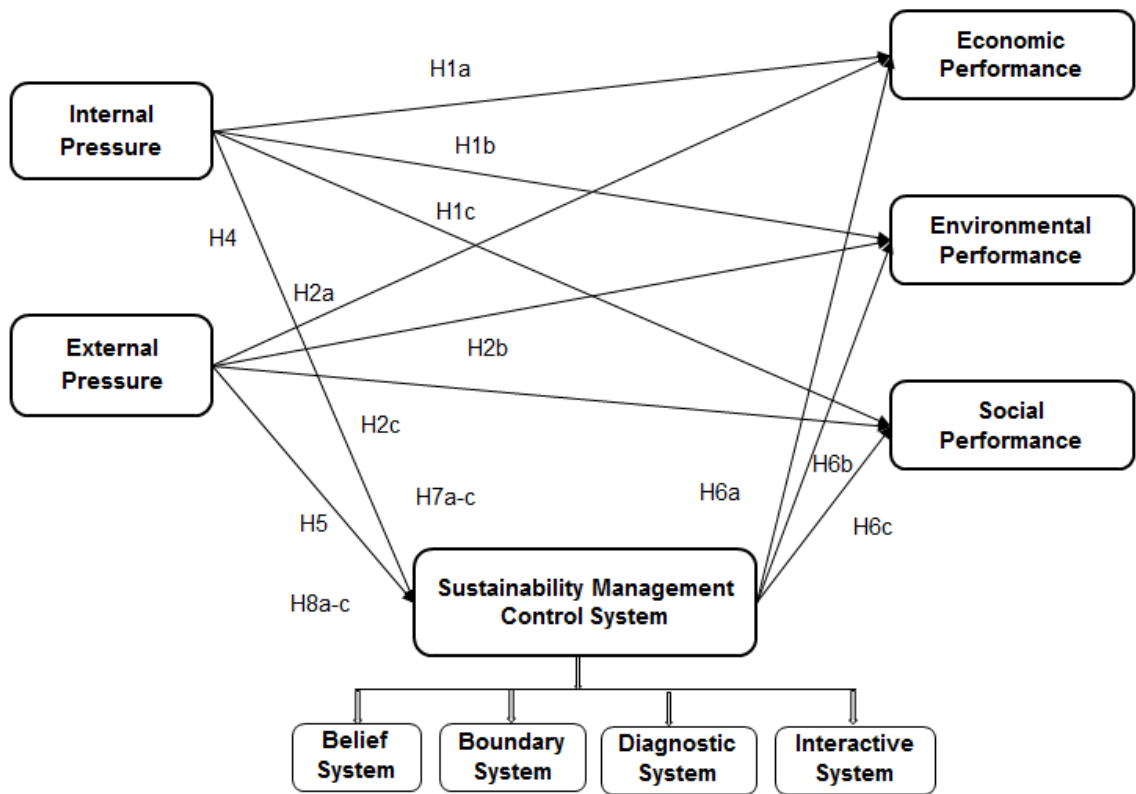 Economic
Performance
H1a
Internal
Pressure
H1b
H1c
Environmental
Performance
H4
H2a
External
Pressure
H2b
Social
Performance
H2c
H6b
H7a-c
H6a
H5
H6c
Sustainability Management
Control System
H8a-c
Belief
System
Boundary
System
Diagnostic
System
Interactive
System